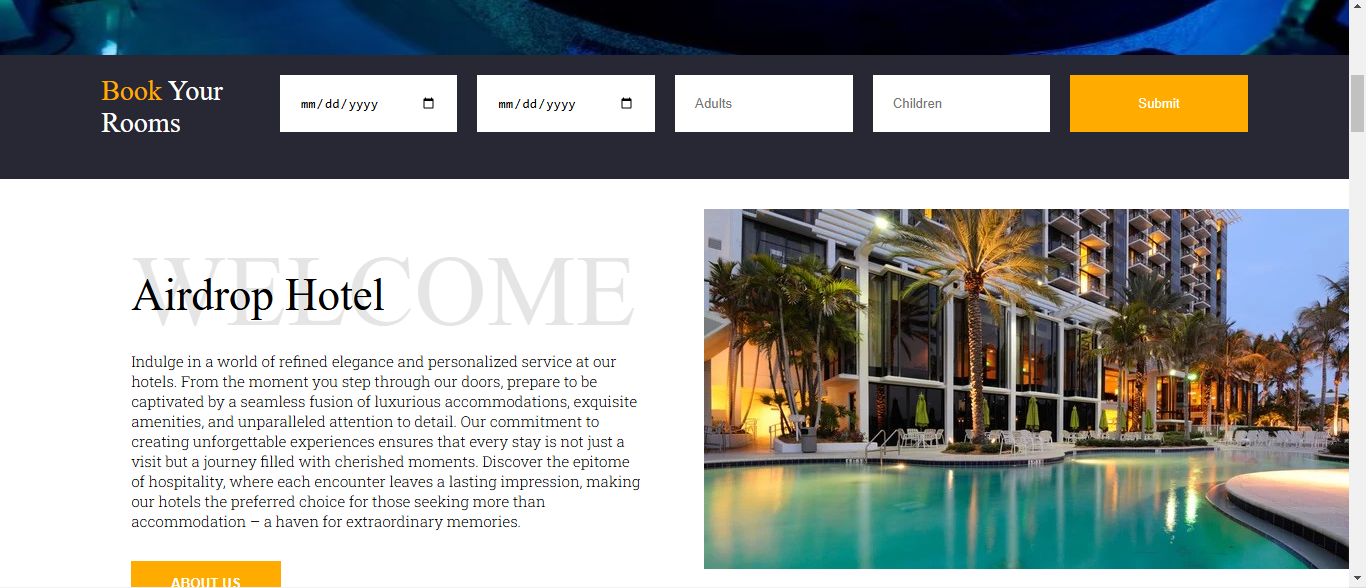 Book Your
Rooms
mm/dd/yyyy
mm/dd/yyyy
Adults
Children
Submit
WELCOME
Airdrop Hotel
Indulge in a world of refined elegance and personalized service at our
hotels. From the moment you step through our doors, prepare to be
captivated by a seamless fusion of luxurious accommodations, exquisite
amenities, and unparalleled attention to detail. Our commitment to
creating unforgettable experiences ensures that every stay is not just a
visit but a journey filled with cherished moments. Discover the epitome
of hospitality, where each encounter leaves a lasting impression, making
our hotels the preferred choice for those seeking more than
accommodation – a haven for extraordinary memories.
ABOUT US